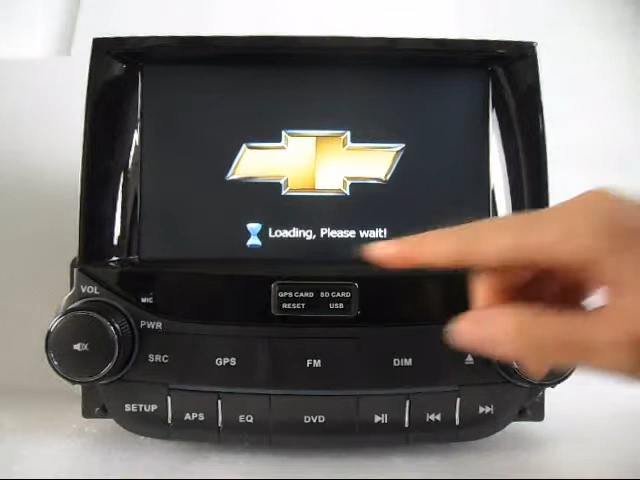 Loading, Please wait!
GPS CARD SD CARD
RESET USB
VOL
MIC
PWR
SRC GPS FM DIM
SETUP APS EQ DVD